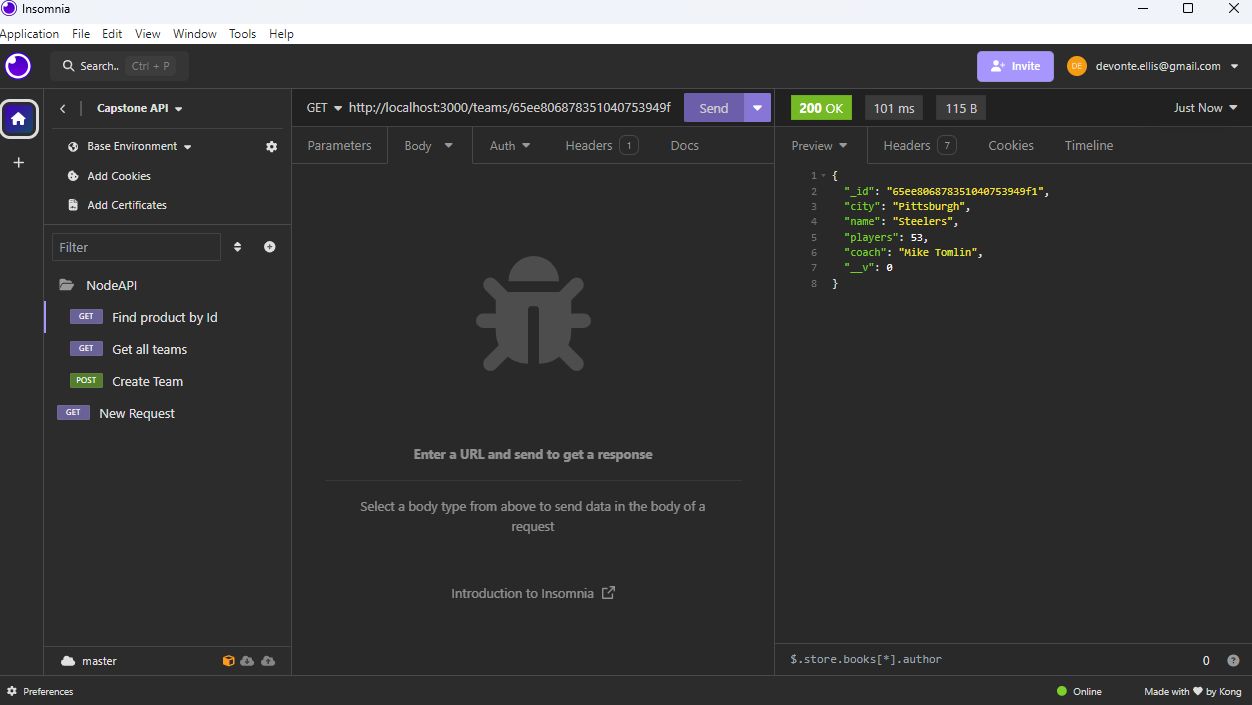 Insomnia
Application File Edit View Window Tools Help
Search.. Ctrl + P
Invite
DE
devonte.ellis@gmail.com
Capstone API
Base Environment
Add Cookies
Add Certificates
Filter
NodeAPI
GET Find product by Id
GET Get all teams
POST Create Team
GET New Request
master
GET http://localhost:3000/teams/65ee806878351040753949f Send
Parameters Body Auth Headers 1 Docs
Enter a URL and send to get a response
Select a body type from above to send data in the body of a
request
Introduction to Insomnia
200 OK 101 ms 115 B Just Now
Preview Headers 7 Cookies Timeline
1 {
2 "_id": "65ee806878351040753949f1",
3 "city": "Pittsburgh",
4 "name": "Steelers",
5 "players": 53,
6 "coach": "Mike Tomlin",
7 "__v": 0
8 }
$.store.books[*].author 0 ?
Preferences
Online
Made with ♥ by Kong